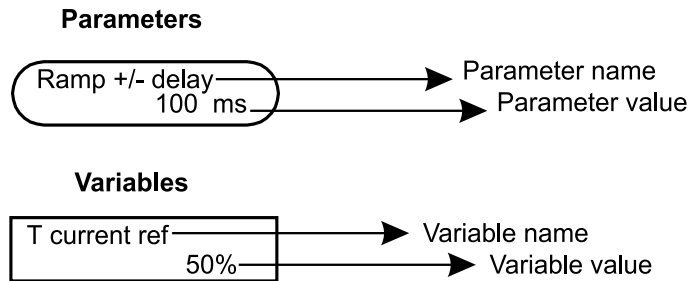 Parameters
Ramp +/- delay Parameter name
100 ms Parameter value
Variables
T current ref Variable name
50% Variable value